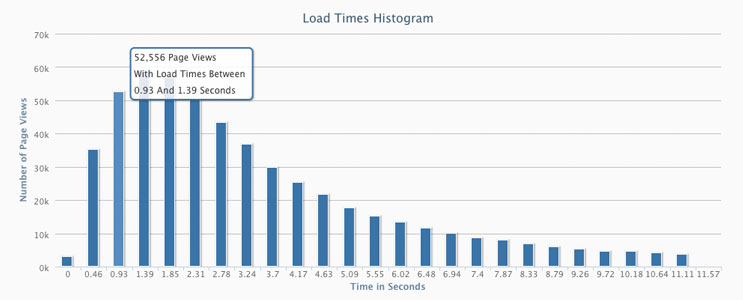 Load Times Histogram
70k
60k
50k
40k
30k
20k
10k
0k
Number of Page Views
52,556 Page Views
With Load Times Between
0.93 And 1.39 Seconds
0 0.46 0.93 1.39 1.85 2.31 2.78 3.24 3.7 4.17 4.63 5.09 5.55 6.02 6.48 6.94 7.4 7.87 8.33 8.79 9.26 9.72 10.18 10.64 11.11 11.57
Time in Seconds